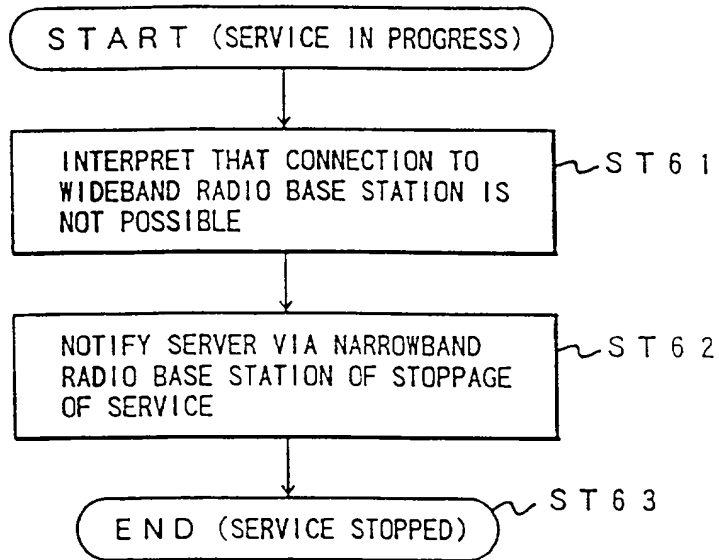 START (SERVICE IN PROGRESS)
INTERPRET THAT CONNECTION TO
WIDEBAND RADIO BASE STATION IS
NOT POSSIBLE
ST61
NOTIFY SERVER VIA NARROWBAND
RADIO BASE STATION OF STOPPAGE
OF SERVICE
ST62
END (SERVICE STOPPED)
ST63